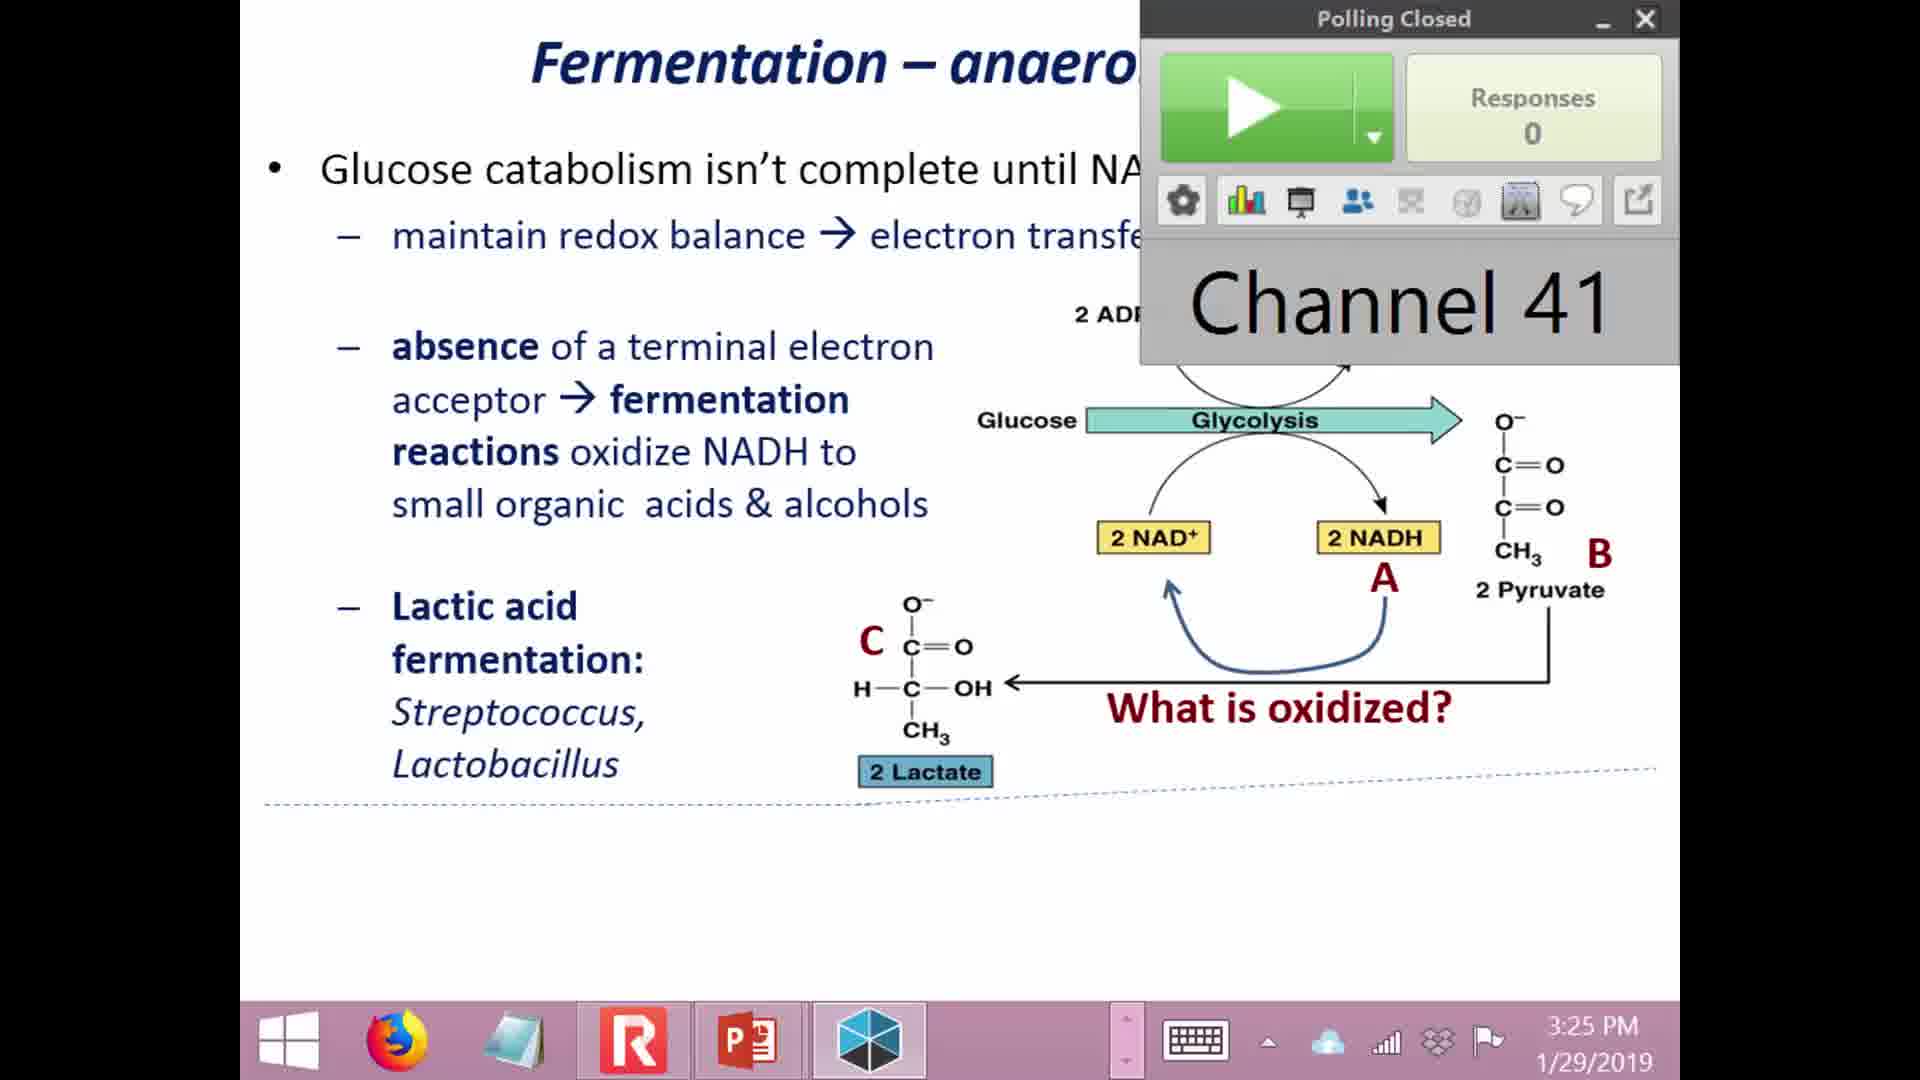 Polling Closed
Responses
0
Channel 41
Fermentation – anaero
• Glucose catabolism isn’t complete until NA
– maintain redox balance → electron transfe
– absence of a terminal electron
acceptor → fermentation
reactions oxidize NADH to
small organic acids & alcohols
– Lactic acid
fermentation:
Streptococcus,
Lactobacillus
2 AD
Glucose
Glycolysis
2 NAD⁺
2 NADH
A
O⁻
C=O
C=O
CH₃
B
2 Pyruvate
What is oxidized?
O⁻
C
C=O
H—C—OH
CH₃
2 Lactate
3:25 PM
1/29/2019